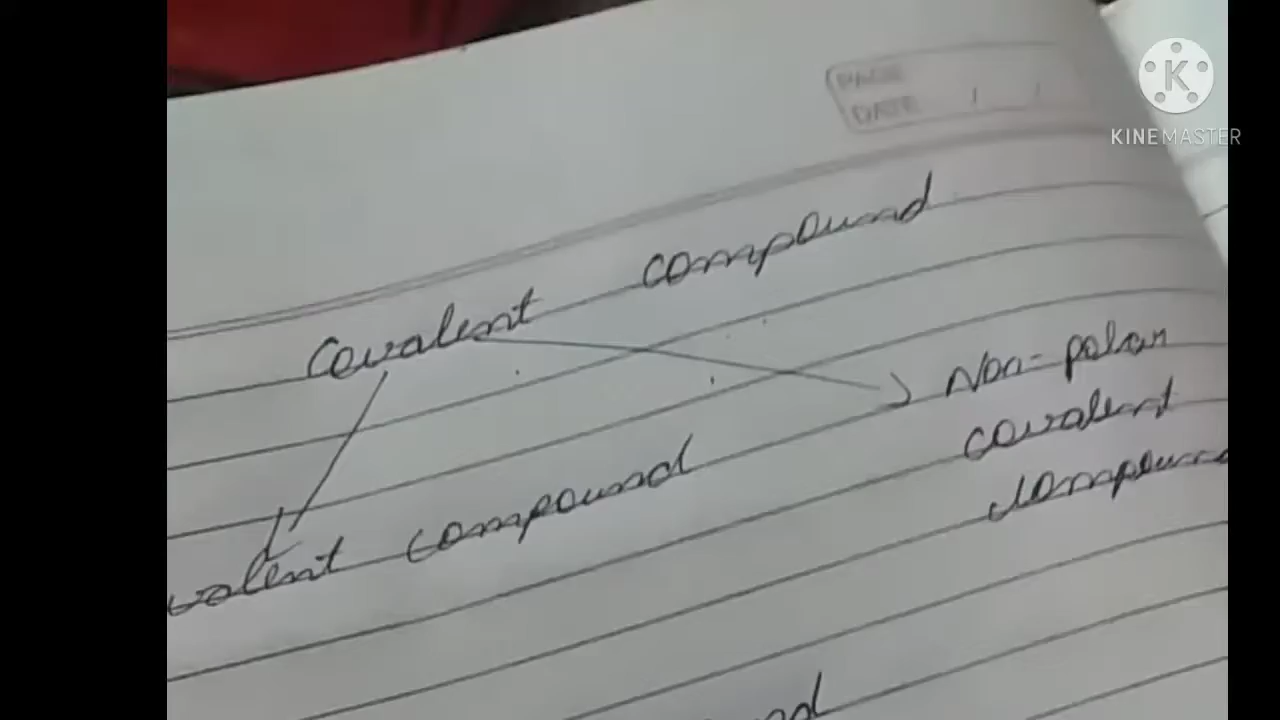 PAGE
DATE / /
KINEMASTER
Covalent compound
Non-polar
covalent
compound
valent compound